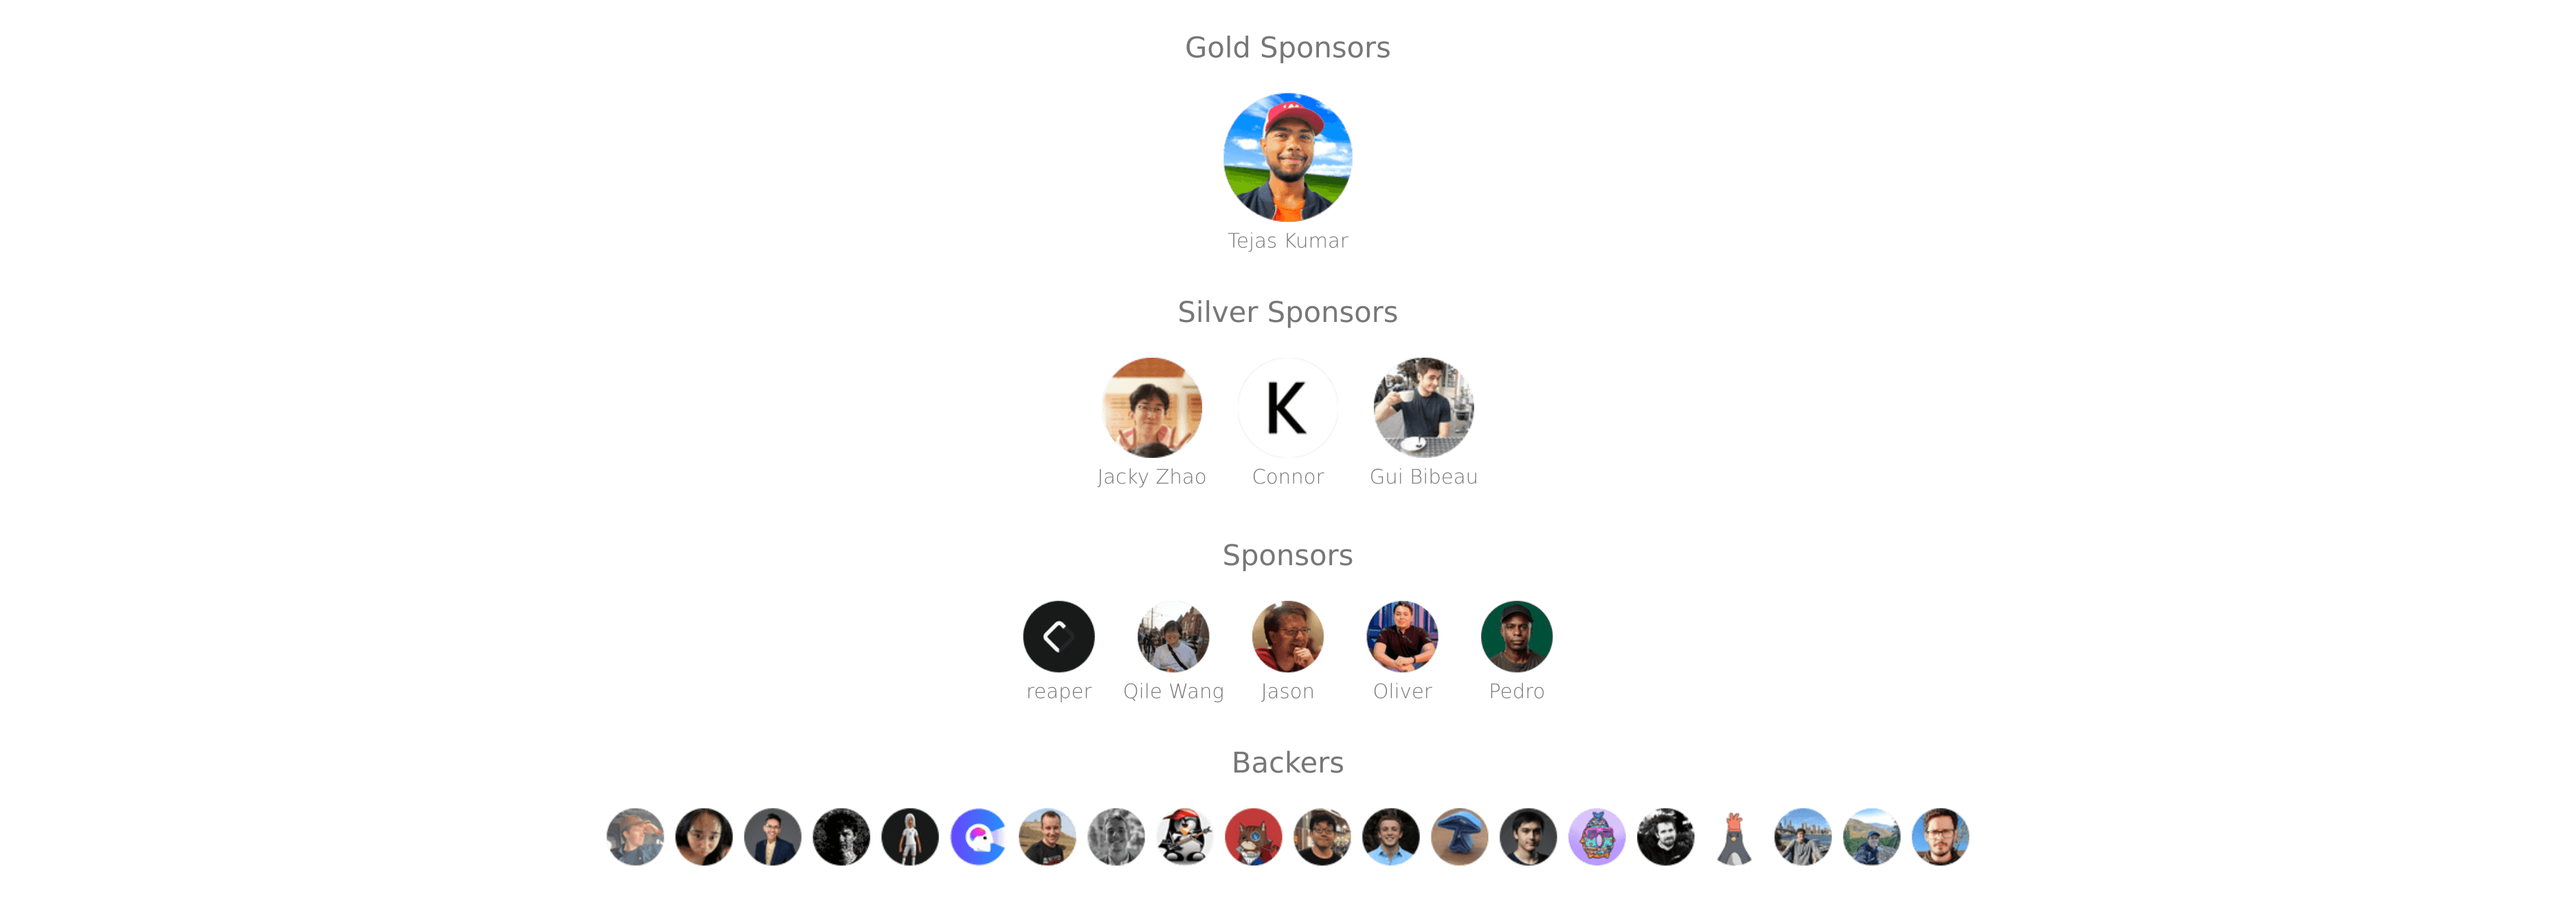 Gold Sponsors
Tejas Kumar
Silver Sponsors
K
Jacky Zhao Connor Gui Bibeau
Sponsors
reaper Qile Wang Jason Oliver Pedro
Backers